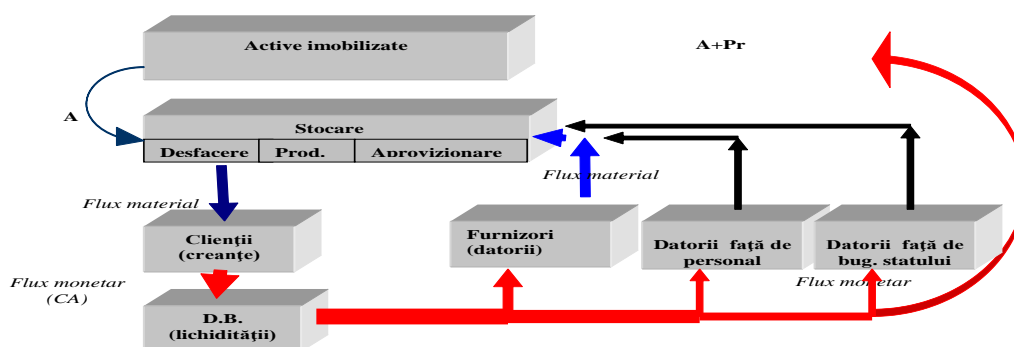 Active imobilizate
A+Pr
A
Stocare
Desfacere
Prod.
Aprovizionare
Flux material
Flux material
Clienţii
(creanţe)
Furnizori
(datorii)
Datorii faţă de
personal
Datorii faţă de
bug. statului
Flux monetar
(CA)
Flux monetar
D.B.
(lichidităţii)